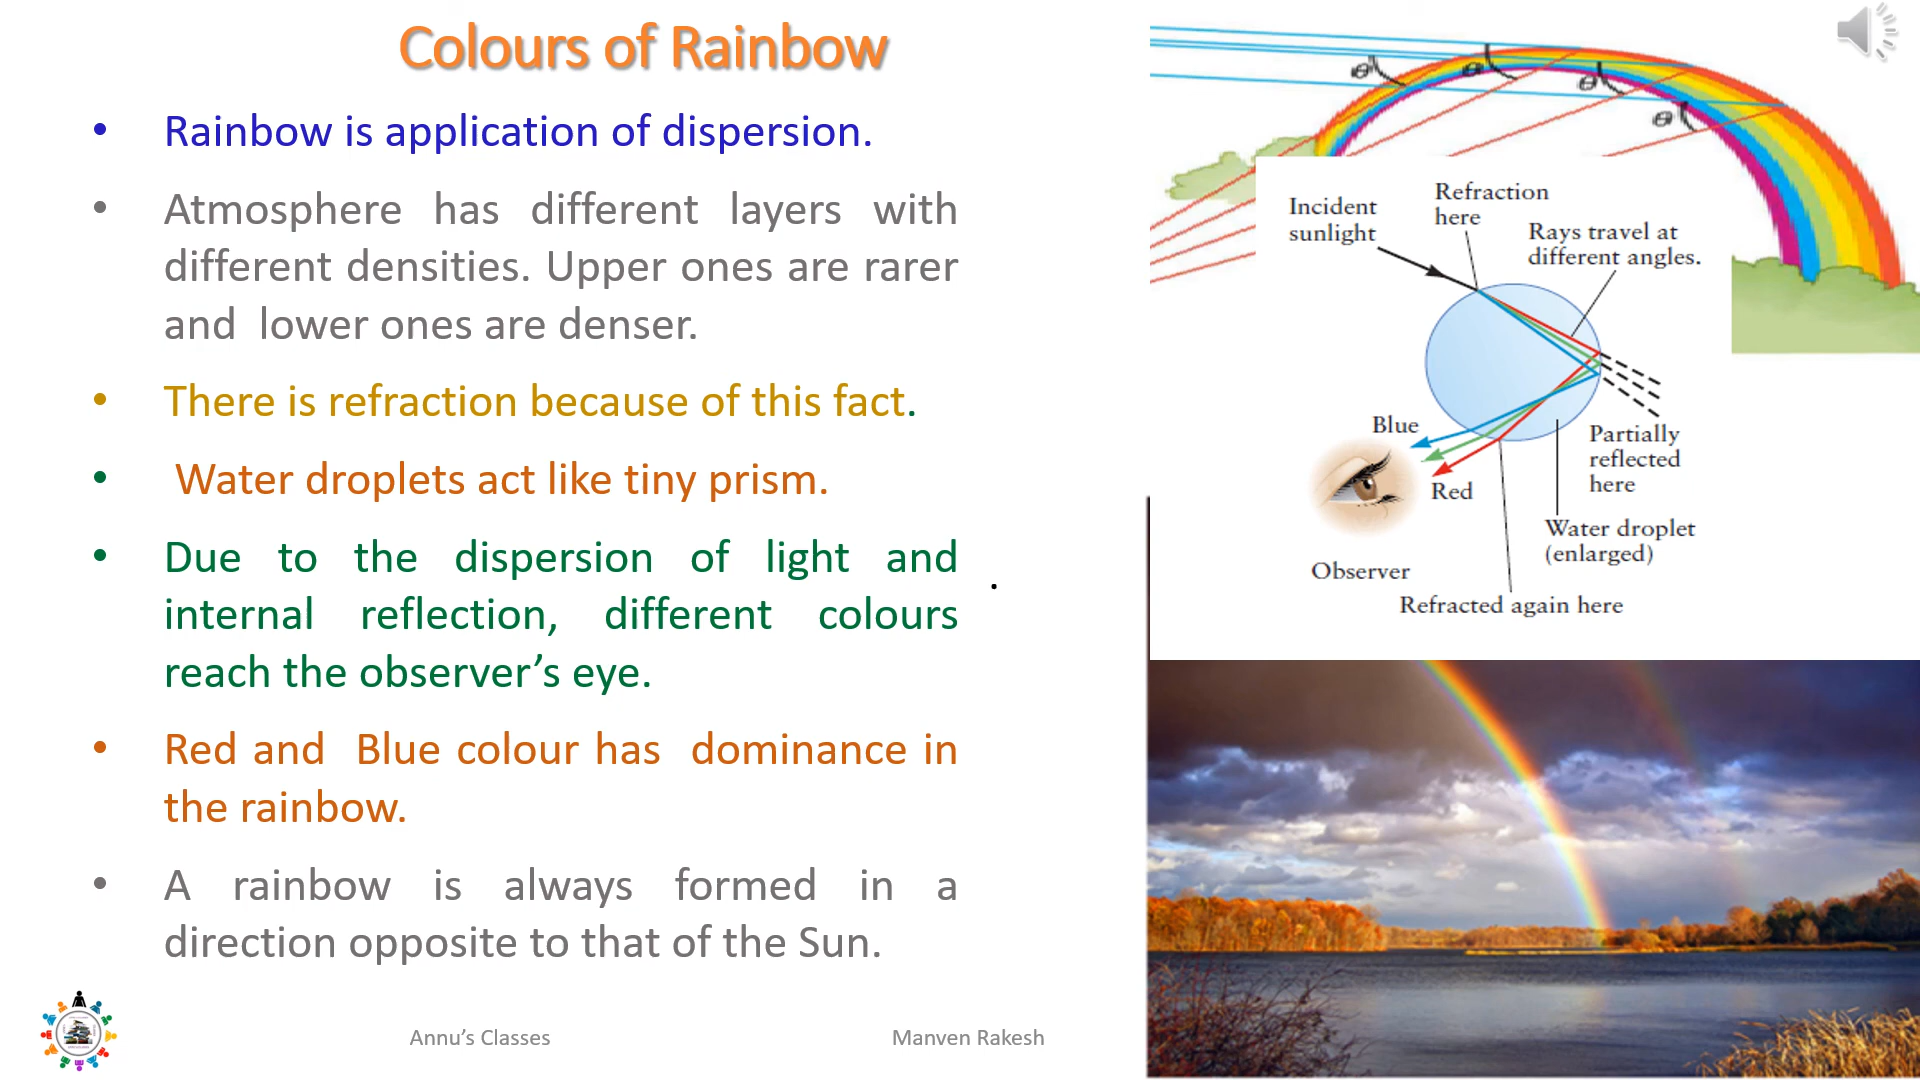 Colours of Rainbow
• Rainbow is application of dispersion.
• Atmosphere has different layers with
different densities. Upper ones are rarer
and lower ones are denser.
• There is refraction because of this fact.
• Water droplets act like tiny prism.
• Due to the dispersion of light and
internal reflection, different colours
reach the observer’s eye.
• Red and Blue colour has dominance in
the rainbow.
• A rainbow is always formed in a
direction opposite to that of the Sun.
.
θ θ θ θ
Incident
sunlight
Refraction
here
Rays travel at
different angles.
Blue
Red
Partially
reflected
here
Water droplet
(enlarged)
Observer
Refracted again here
Annu’s Classes
Manven Rakesh